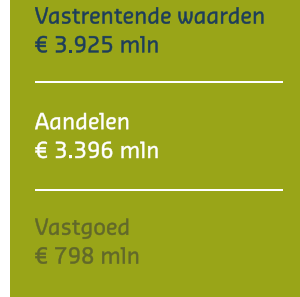 Vastrentende waarden
€ 3.925 mln
Aandelen
€ 3.396 mln
Vastgoed
€ 798 mln